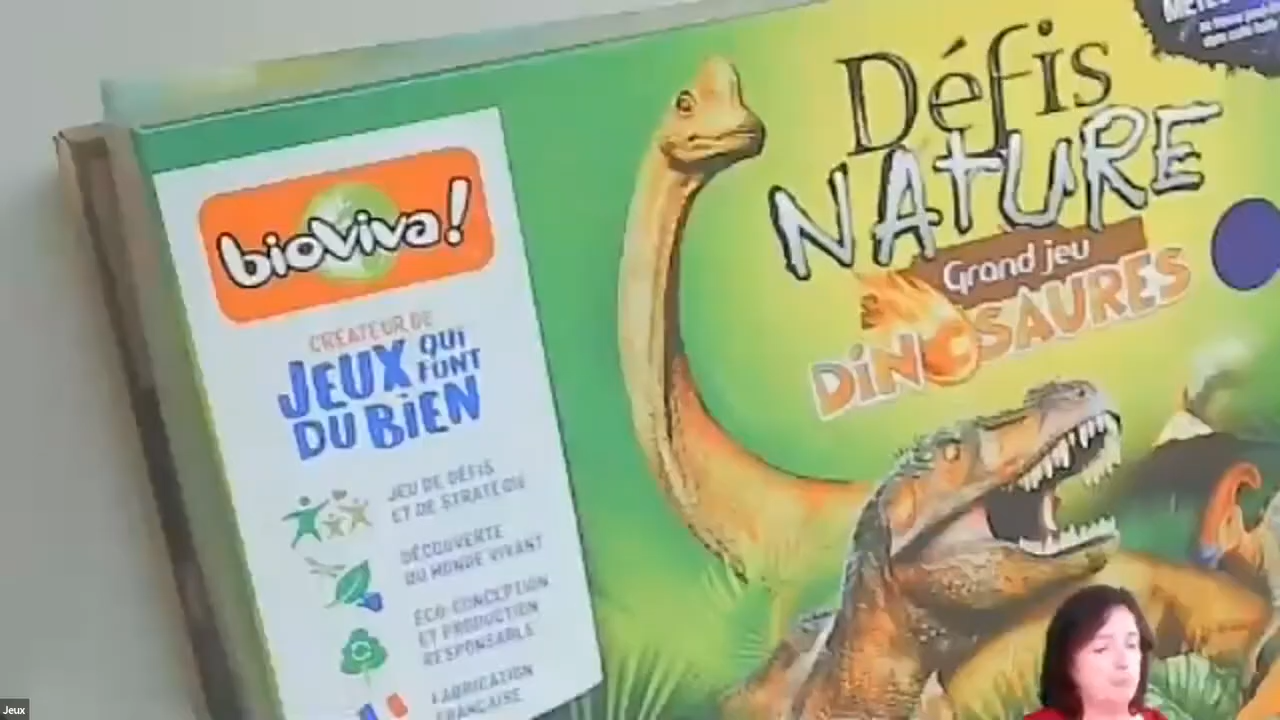 bioviva!
CRÉATEUR DE
JEUX QUI FONT
DU BIEN
JEU DE DÉFIS
ET DE STRATÉGIE
DÉCOUVERTE
DU MONDE VIVANT
ÉCO-CONCEPTION
ET PRODUCTION
RESPONSABLE
FABRICATION
FRANÇAISE
Défis
NATURE
Grand jeu
DINOSAURES
Jeux